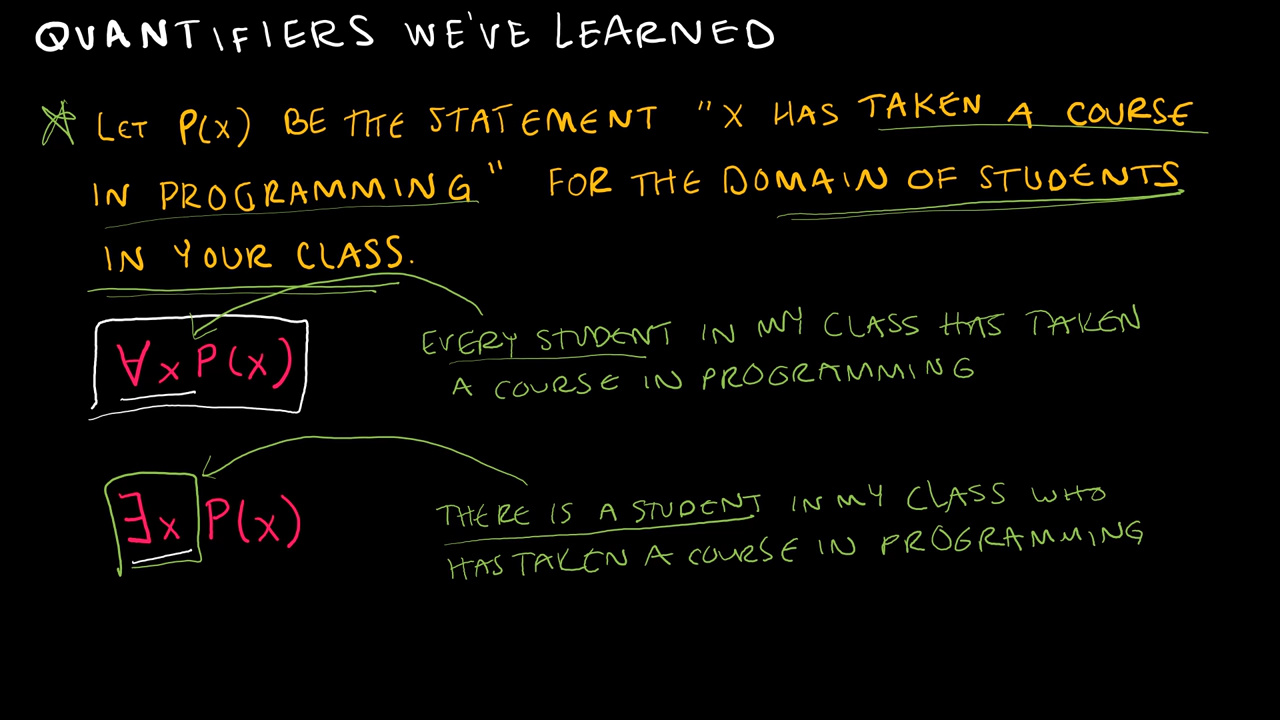 QUANTIFIERS WE'VE LEARNED
LET P(X) BE THE STATEMENT "X HAS TAKEN A COURSE
IN PROGRAMMING" FOR THE DOMAIN OF STUDENTS
IN YOUR CLASS.
∀x P(x)
EVERY STUDENT IN MY CLASS HAS TAKEN
A COURSE IN PROGRAMMING
∃x P(x)
THERE IS A STUDENT IN MY CLASS WHO
HAS TAKEN A COURSE IN PROGRAMMING